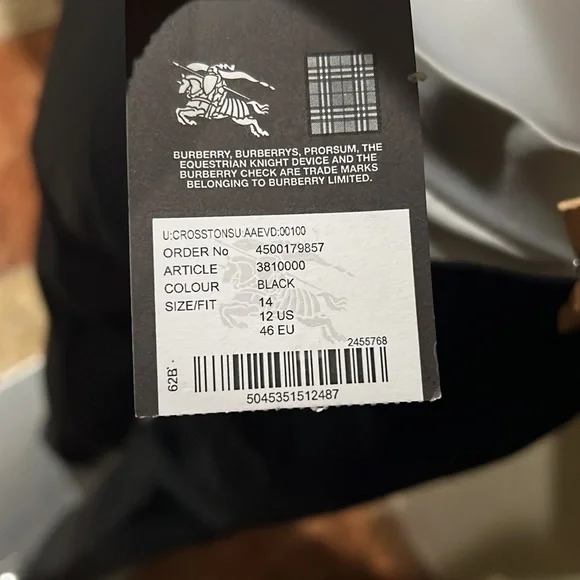 BURBERRY, BURBERRYS, PRORSUM, THE
EQUESTRIAN KNIGHT DEVICE AND THE
BURBERRY CHECK ARE TRADE MARKS
BELONGING TO BURBERRY LIMITED.
U:CROSSTONSU:AAEVD:00100
ORDER No 4500179857
ARTICLE 3810000
COLOUR BLACK
SIZE/FIT 14
12 US
46 EU
2455768
62B
5045351512487